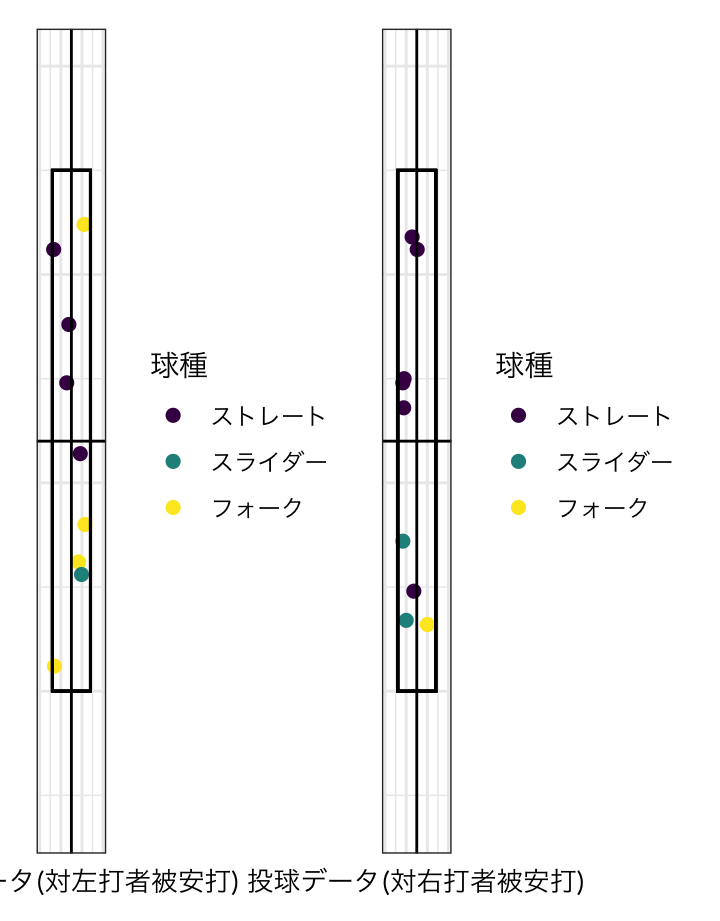 球種
ストレート
スライダー
フォーク
球種
ストレート
スライダー
フォーク
ータ(対左打者被安打)
投球データ(対右打者被安打)